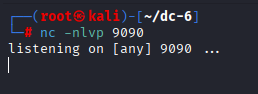 ┌──(root㉿kali)-[~/dc-6]
└─# nc -nlvp 9090
listening on [any] 9090 ...